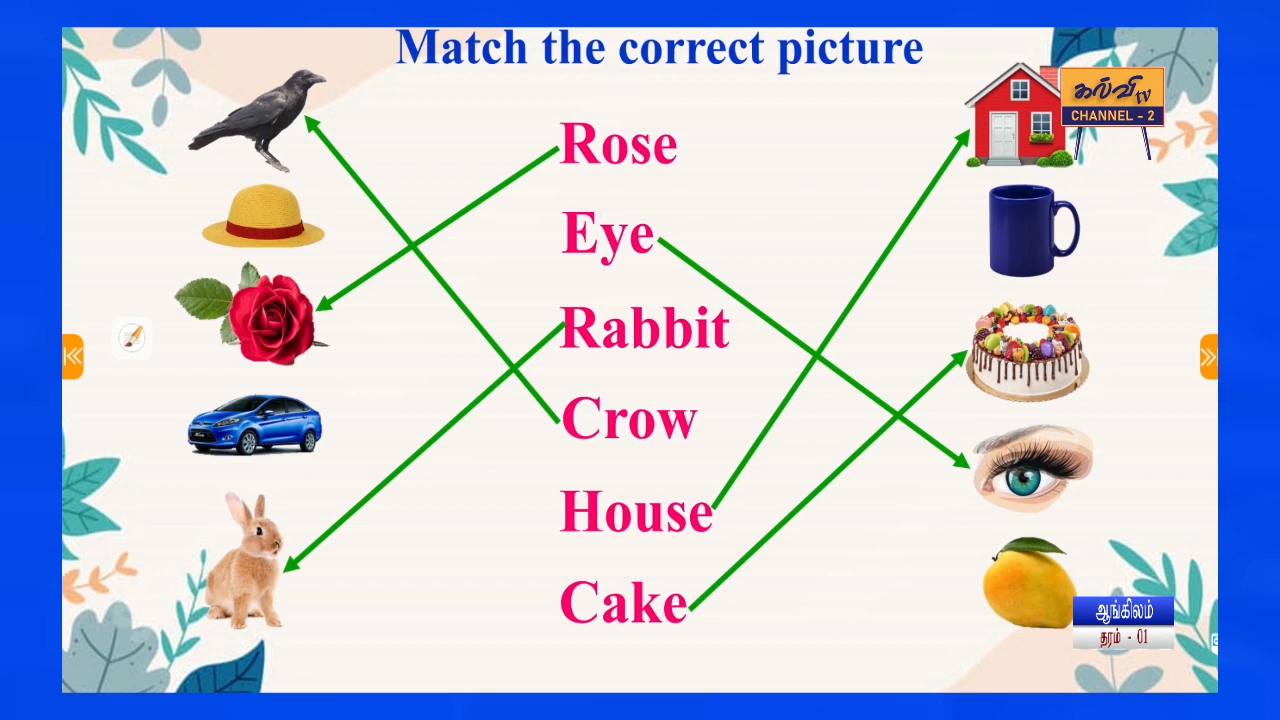 Match the correct picture
கல்வி tv
CHANNEL - 2
Rose
Eye
Rabbit
Crow
House
Cake
ஆங்கிலம்
தரம் - 01